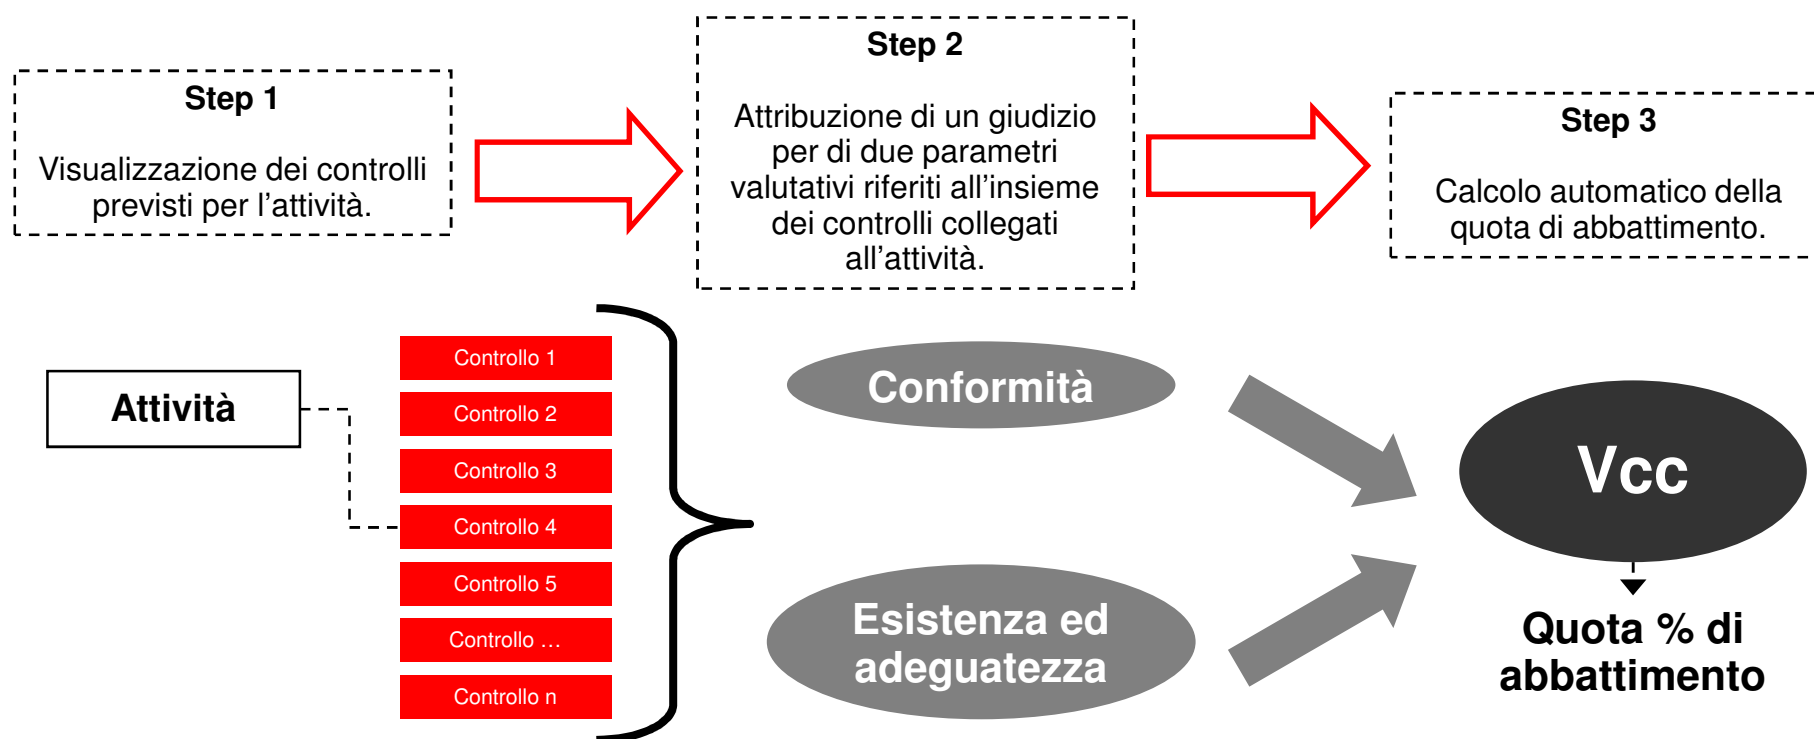 Step 1
Visualizzazione dei controlli
previsti per l'attività.
Step 2
Attribuzione di un giudizio
per di due parametri
valutativi riferiti all'insieme
dei controlli collegati
all'attività.
Step 3
Calcolo automatico della
quota di abbattimento.
Attività
Controllo 1
Controllo 2
Controllo 3
Controllo 4
Controllo 5
Controllo …
Controllo n
Conformità
Esistenza ed
adeguatezza
Vcc
Quota % di
abbattimento